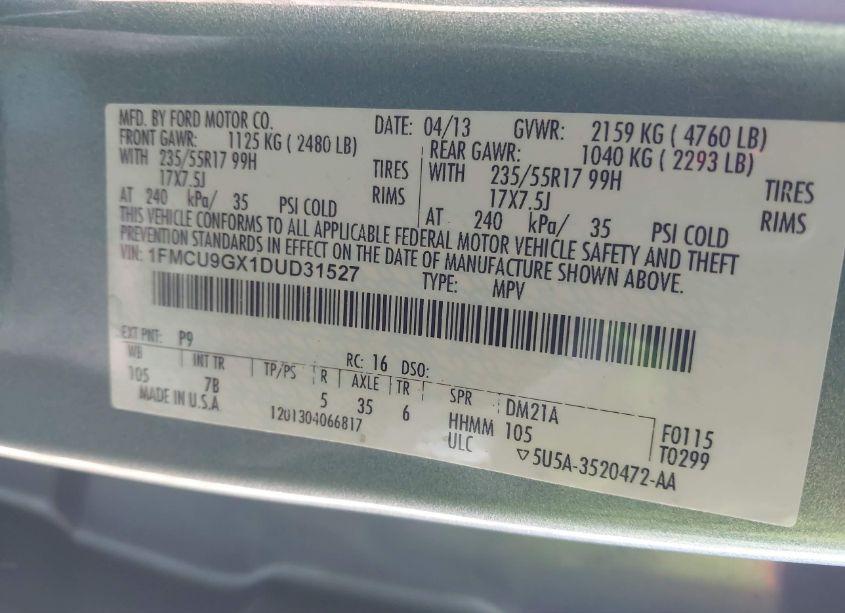 MFD. BY FORD MOTOR CO. DATE: 04/13 GVWR: 2159 KG ( 4760 LB)
FRONT GAWR: 1125 KG ( 2480 LB) REAR GAWR: 1040 KG ( 2293 LB)
WITH 235/55R17 99H TIRES WITH 235/55R17 99H TIRES
17X7.5J RIMS 17X7.5J RIMS
AT 240 kPa/ 35 PSI COLD AT 240 kPa/ 35 PSI COLD
THIS VEHICLE CONFORMS TO ALL APPLICABLE FEDERAL MOTOR VEHICLE SAFETY AND THEFT
PREVENTION STANDARDS IN EFFECT ON THE DATE OF MANUFACTURE SHOWN ABOVE.
VIN: 1FMCU9GX1DUD31527 TYPE: MPV
EXT PNT: P9 RC: 16 DSO:
WB INT TR TP/PS R AXLE TR SPR DM21A F0115
105 7B 5 35 6 HHMM 105 T0299
MADE IN U.S.A 1201304066817 ULC ▽5U5A-3520472-AA